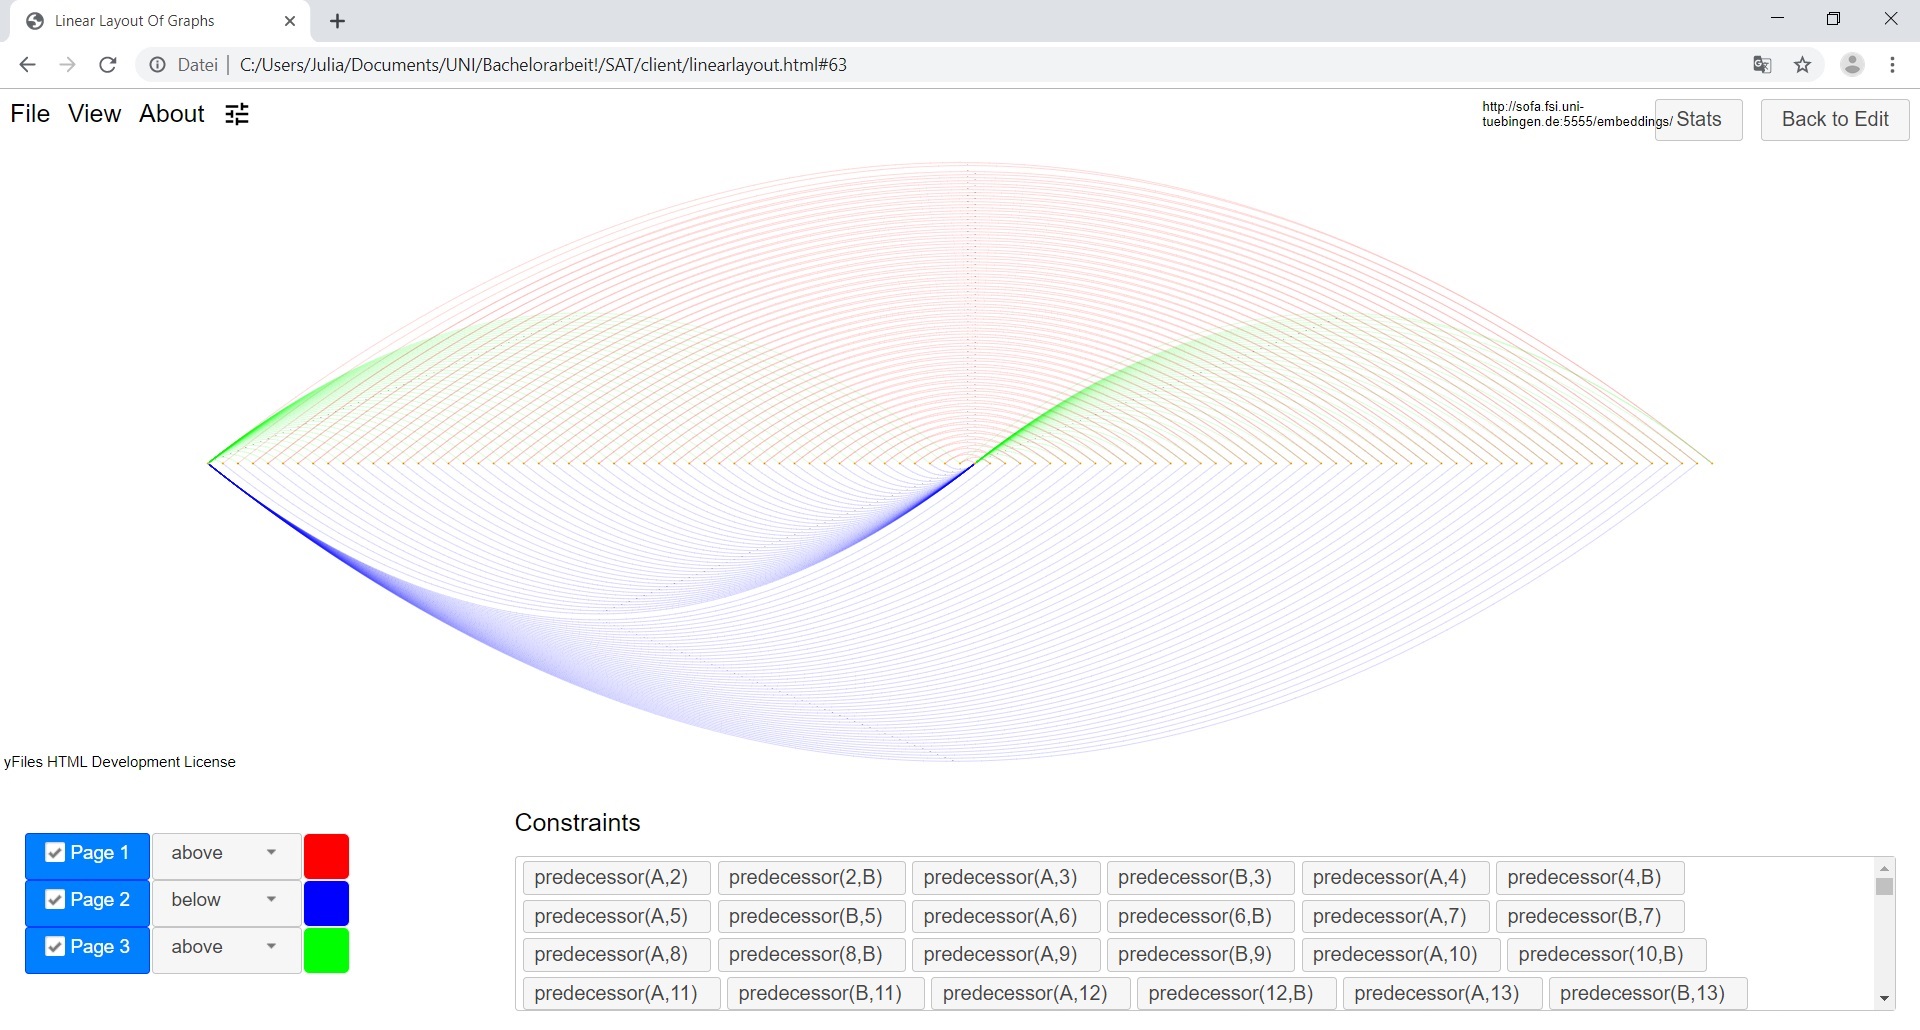 Linear Layout Of Graphs
Datei | C:/Users/Julia/Documents/UNI/Bachelorarbeit!/SAT/client/linearlayout.html#63
File View About
http://sofa.fsi.uni-
tuebingen.de:5555/embeddings/
Stats
Back to Edit
yFiles HTML Development License
Page 1 above
Page 2 below
Page 3 above
Constraints
predecessor(A,2) predecessor(2,B) predecessor(A,3) predecessor(B,3) predecessor(A,4) predecessor(4,B)
predecessor(A,5) predecessor(B,5) predecessor(A,6) predecessor(6,B) predecessor(A,7) predecessor(B,7)
predecessor(A,8) predecessor(8,B) predecessor(A,9) predecessor(B,9) predecessor(A,10) predecessor(10,B)
predecessor(A,11) predecessor(B,11) predecessor(A,12) predecessor(12,B) predecessor(A,13) predecessor(B,13)